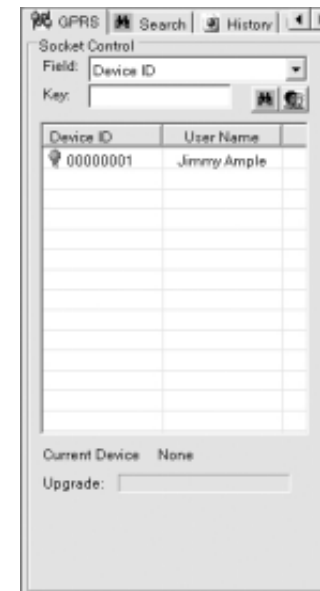 GPRS Search History
Socket Control
Field: Device ID
Key:
Device ID User Name
00000001 Jimmy Ample
Current Device None
Upgrade: